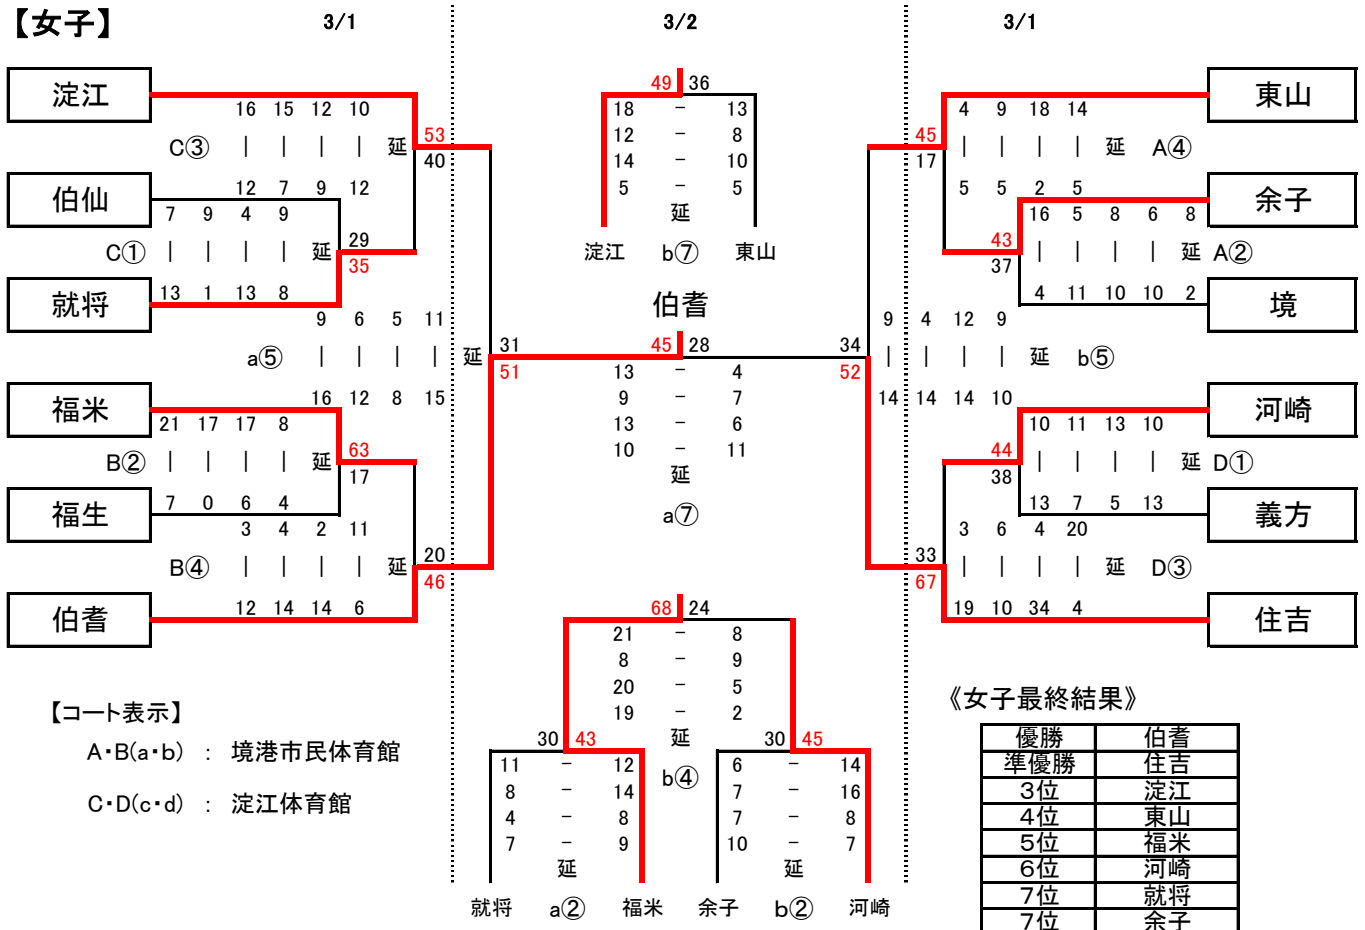 【女子】 3/1 3/2 3/1
淀江 16 15 12 10 49 36 4 9 18 14 東山
18 - 13
C③ | | | | 延 53 12 - 8 45 | | | | 延 A④
40 14 - 10 17
伯仙 12 7 9 12 5 - 5 5 5 2 5 余子
7 9 4 9 延 16 5 8 6 8
C① | | | | 延 29 淀江 b⑦ 東山 43 | | | | 延 A②
35 37
就将 13 1 13 8 伯耆 4 11 10 10 2 境
9 6 5 11 9 4 12 9
a⑤ | | | | 延 31 45 28 34 | | | | 延 b⑤
51 13 - 4 52
16 12 8 15 9 - 7 14 14 14 10
福米 21 17 17 8 13 - 6 10 11 13 10 河崎
B② | | | | 延 63 10 - 11 44 | | | | 延 D①
17 延 38
福生 7 0 6 4 a⑦ 13 7 5 13 義方
3 4 2 11 3 6 4 20
B④ | | | | 延 20 33 | | | | 延 D③
46 67
伯耆 12 14 14 6 68 24 19 10 34 4 住吉
21 - 8
8 - 9
20 - 5
19 - 2
延
b④
【コート表示】
A・B(a・b) : 境港市民体育館
C・D(c・d) : 淀江体育館
30 43 30 45
11 - 12 6 - 14
8 - 14 7 - 16
4 - 8 7 - 8
7 - 9 10 - 7
延 延
就将 a② 福米 余子 b② 河崎
《女子最終結果》
優勝 伯耆
準優勝 住吉
3位 淀江
4位 東山
5位 福米
6位 河崎
7位 就将
7位 余子